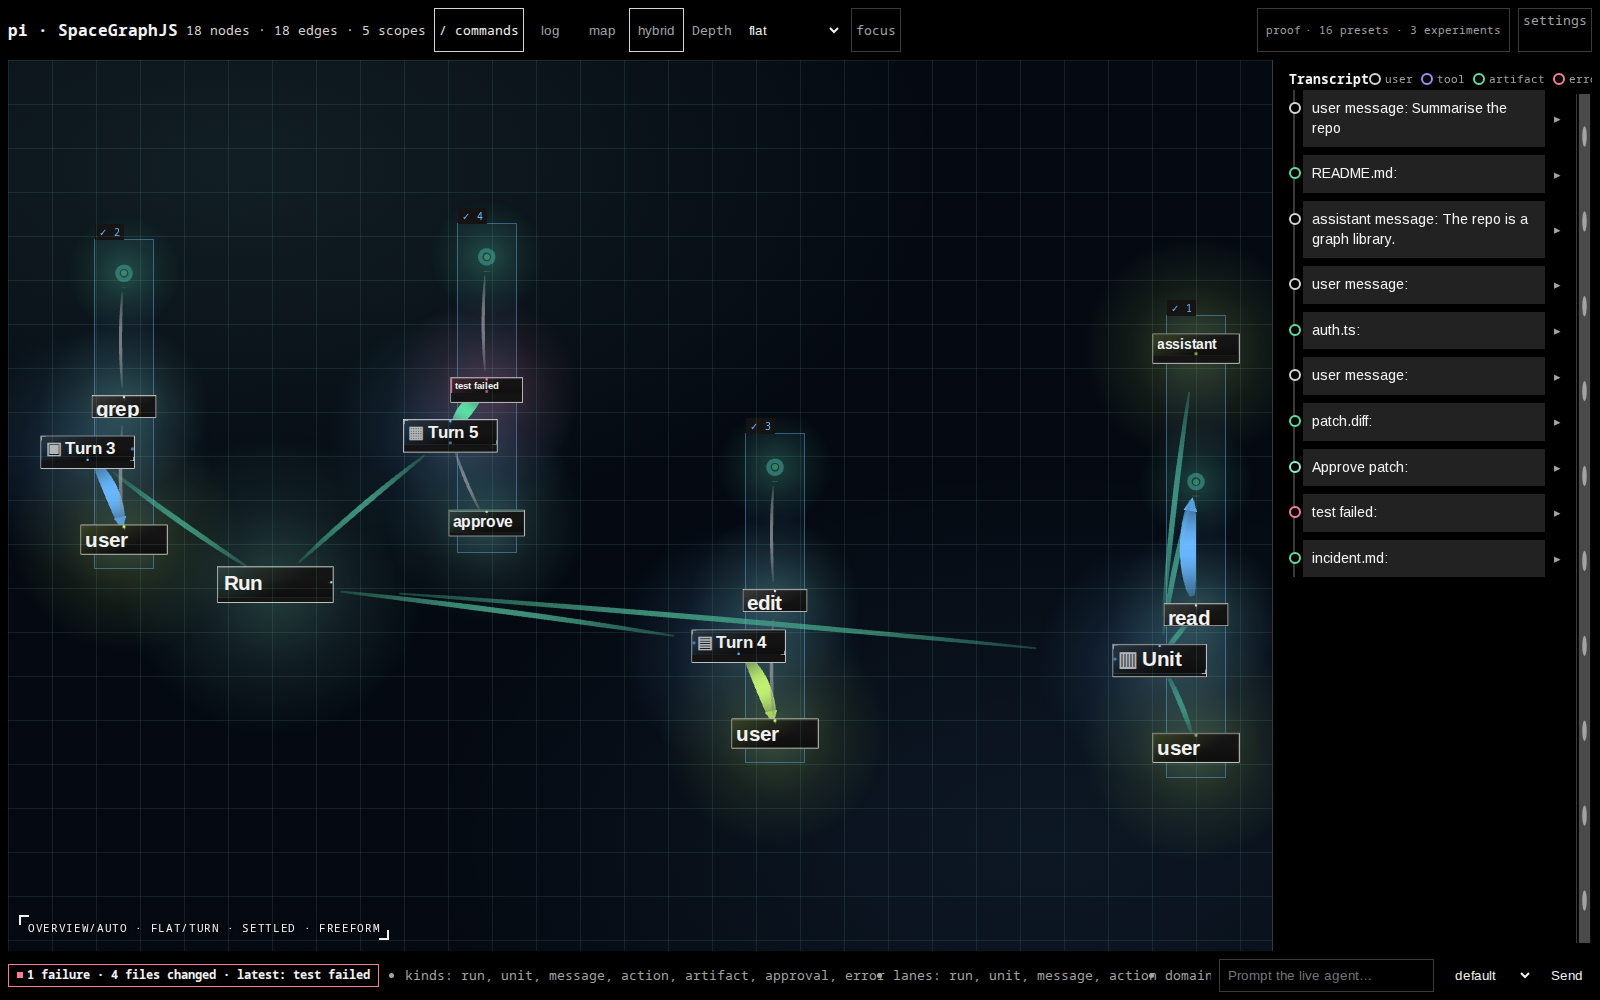 pi · SpaceGraphJS 18 nodes · 18 edges · 5 scopes / commands log map hybrid Depth flat focus proof · 16 presets · 3 experiments settings
Transcript user tool artifact erro
user message: Summarise the
repo
README.md:
assistant message: The repo is a
graph library.
user message:
auth.ts:
user message:
patch.diff:
Approve patch:
test failed:
incident.md:
✓ 2
grep
Turn 3
user
Run
✓ 4
test failed
Turn 5
approve
✓ 3
edit
Turn 4
user
✓ 1
assistant
read
Unit
user
OVERVIEW/AUTO · FLAT/TURN · SETTLED · FREEFORM
1 failure · 4 files changed · latest: test failed
kinds: run, unit, message, action, artifact, approval, error
lanes: run, unit, message, action
domain
Prompt the live agent…
default
Send